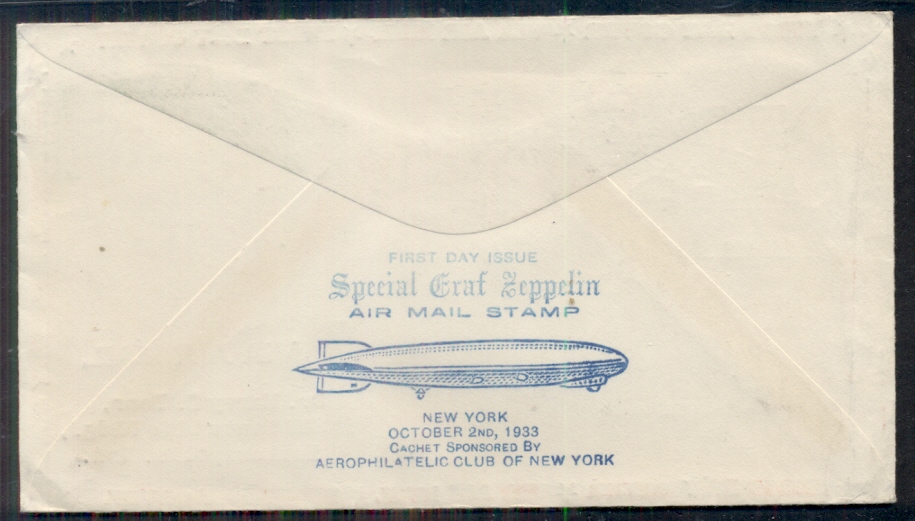 FIRST DAY ISSUE
Special Graf Zeppelin
AIR MAIL STAMP
NEW YORK
OCTOBER 2ND, 1933
CACHET SPONSORED BY
AEROPHILATELIC CLUB OF NEW YORK